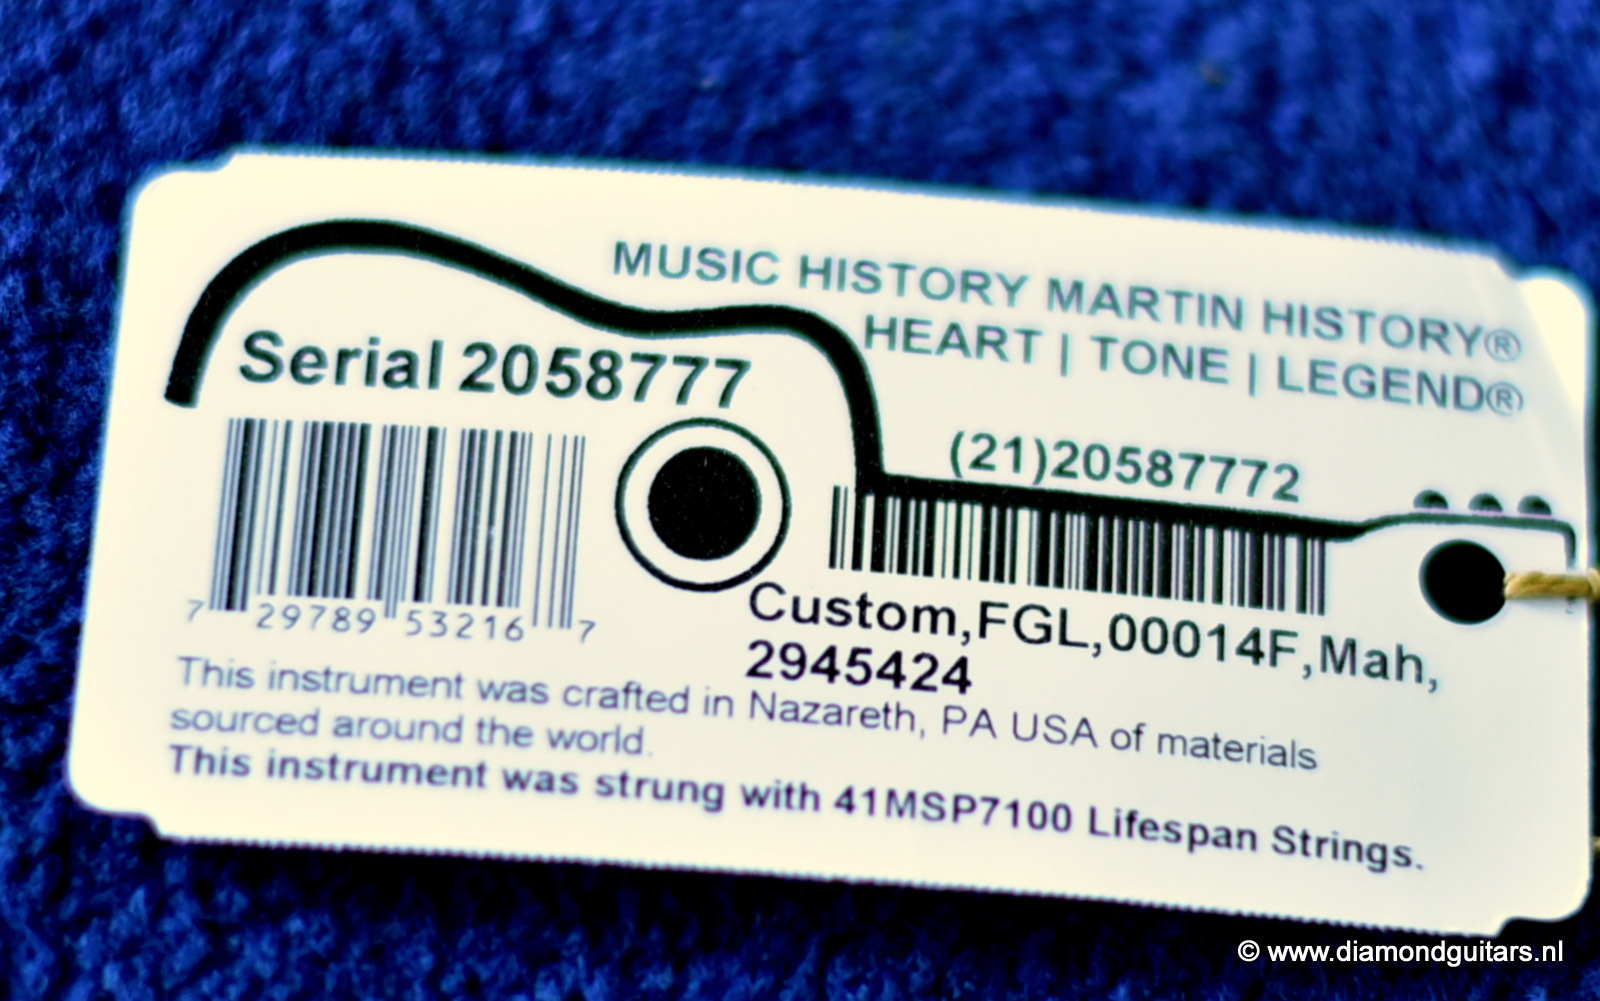 MUSIC HISTORY MARTIN HISTORY®
HEART | TONE | LEGEND®
Serial 2058777
(21)20587772
7 29789 53216 7
Custom,FGL,00014F,Mah,
2945424
This instrument was crafted in Nazareth, PA USA of materials
sourced around the world.
This instrument was strung with 41MSP7100 Lifespan Strings.
© www.diamondguitars.nl